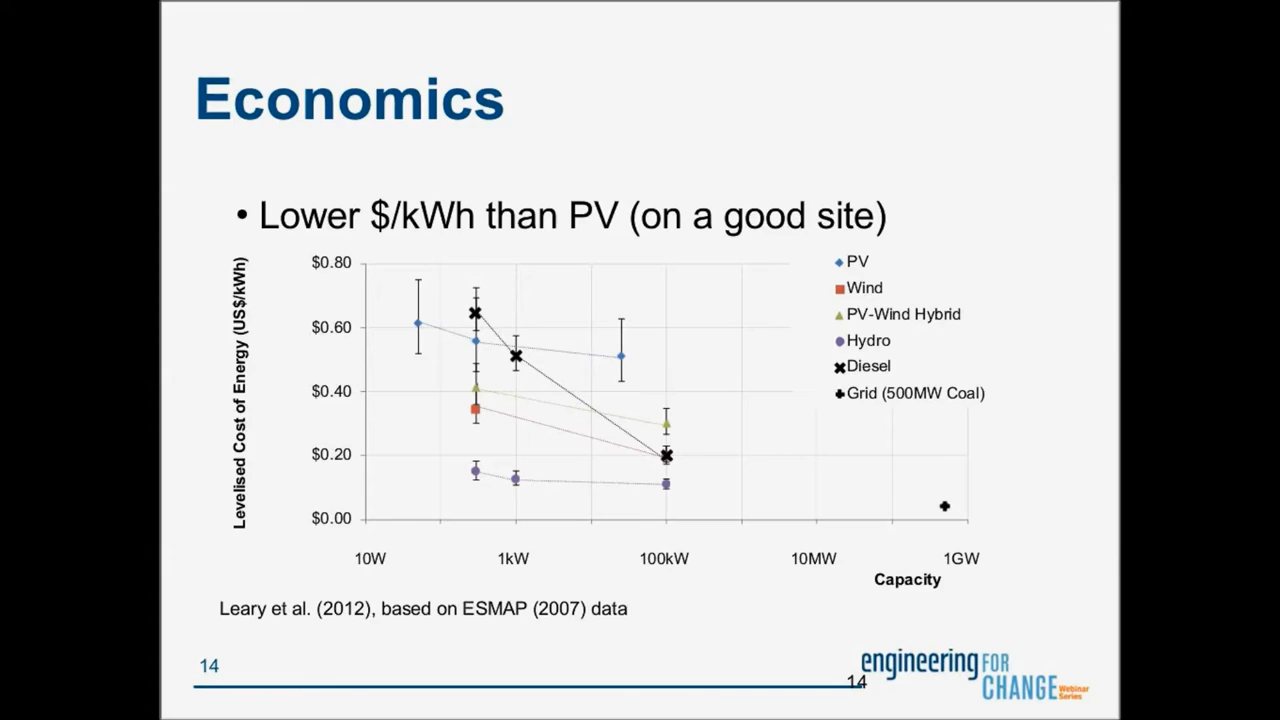 Economics
• Lower $/kWh than PV (on a good site)
Levelised Cost of Energy (US$/kWh)
$0.80
$0.60
$0.40
$0.20
$0.00
10W
1kW
100kW
10MW
1GW
Capacity
PV
Wind
PV-Wind Hybrid
Hydro
Diesel
Grid (500MW Coal)
Leary et al. (2012), based on ESMAP (2007) data
14
14
engineering FOR
CHANGE Webinar
Series